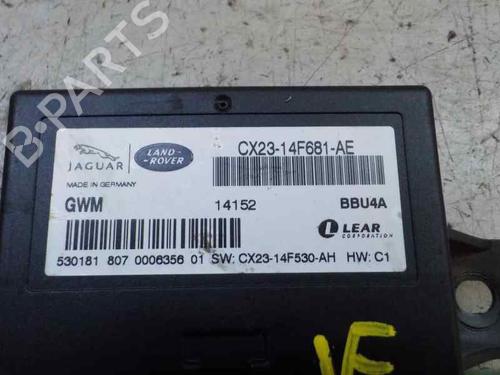 B-PARTS
JAGUAR
LAND-
ROVER
CX23-14F681-AE
MADE IN GERMANY
GWM 14152 BBU4A
LEAR
CORPORATION
530181 807 0006356 01 SW: CX23-14F530-AH HW: C1